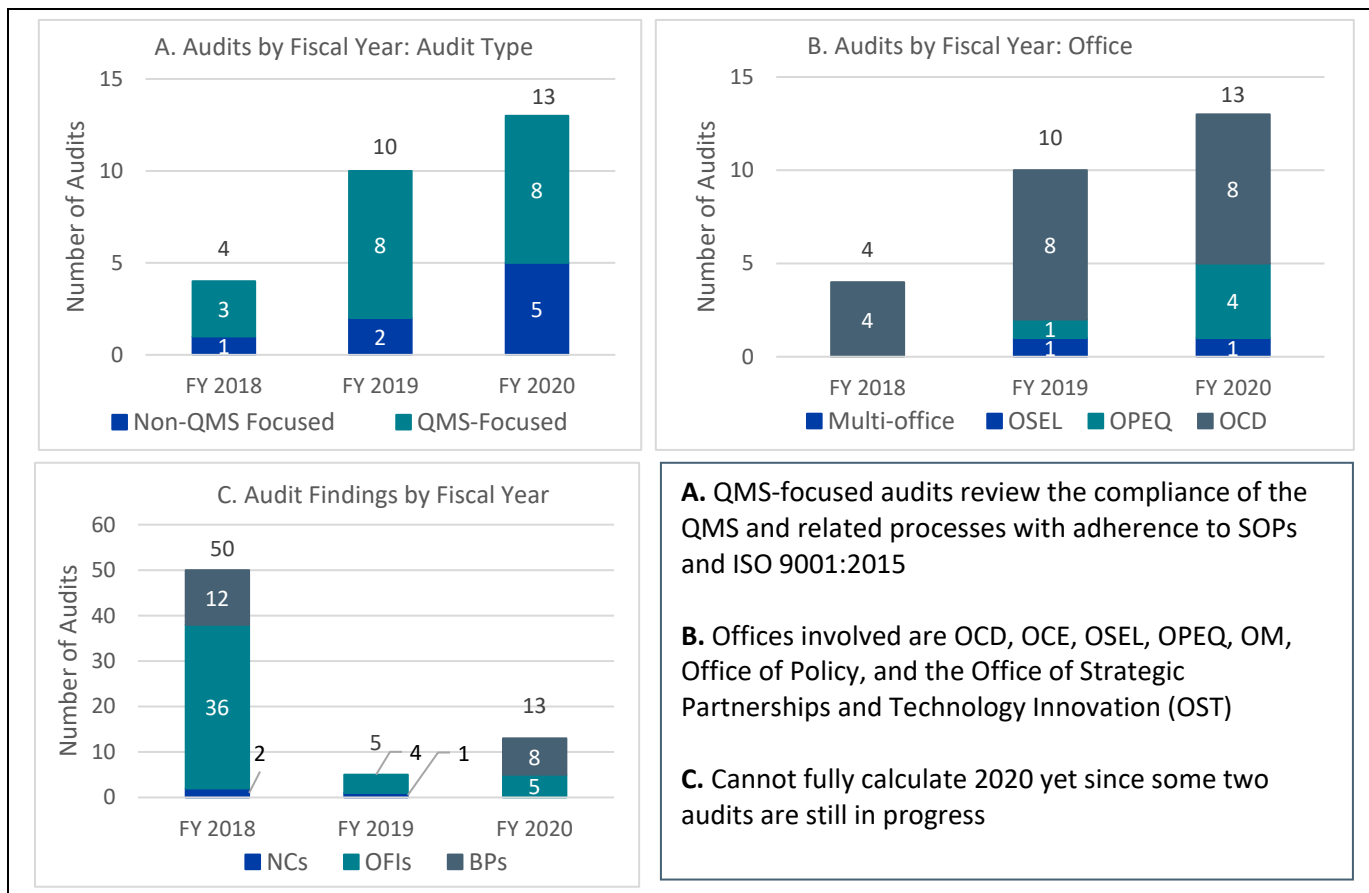 A. Audits by Fiscal Year: Audit Type
Number of Audits
15
10
5
0
4
10
13
3
8
8
1
2
5
FY 2018
FY 2019
FY 2020
Non-QMS Focused
QMS-Focused
B. Audits by Fiscal Year: Office
Number of Audits
15
10
5
0
4
10
13
4
8
8
1
4
1
1
FY 2018
FY 2019
FY 2020
Multi-office
OSEL
OPEQ
OCD
C. Audit Findings by Fiscal Year
Number of Audits
60
50
40
30
20
10
0
50
12
36
2
5
4
1
13
8
5
FY 2018
FY 2019
FY 2020
NCs
OFIs
BPs
A. QMS-focused audits review the compliance of the
QMS and related processes with adherence to SOPs
and ISO 9001:2015
B. Offices involved are OCD, OCE, OSEL, OPEQ, OM,
Office of Policy, and the Office of Strategic
Partnerships and Technology Innovation (OST)
C. Cannot fully calculate 2020 yet since some two
audits are still in progress